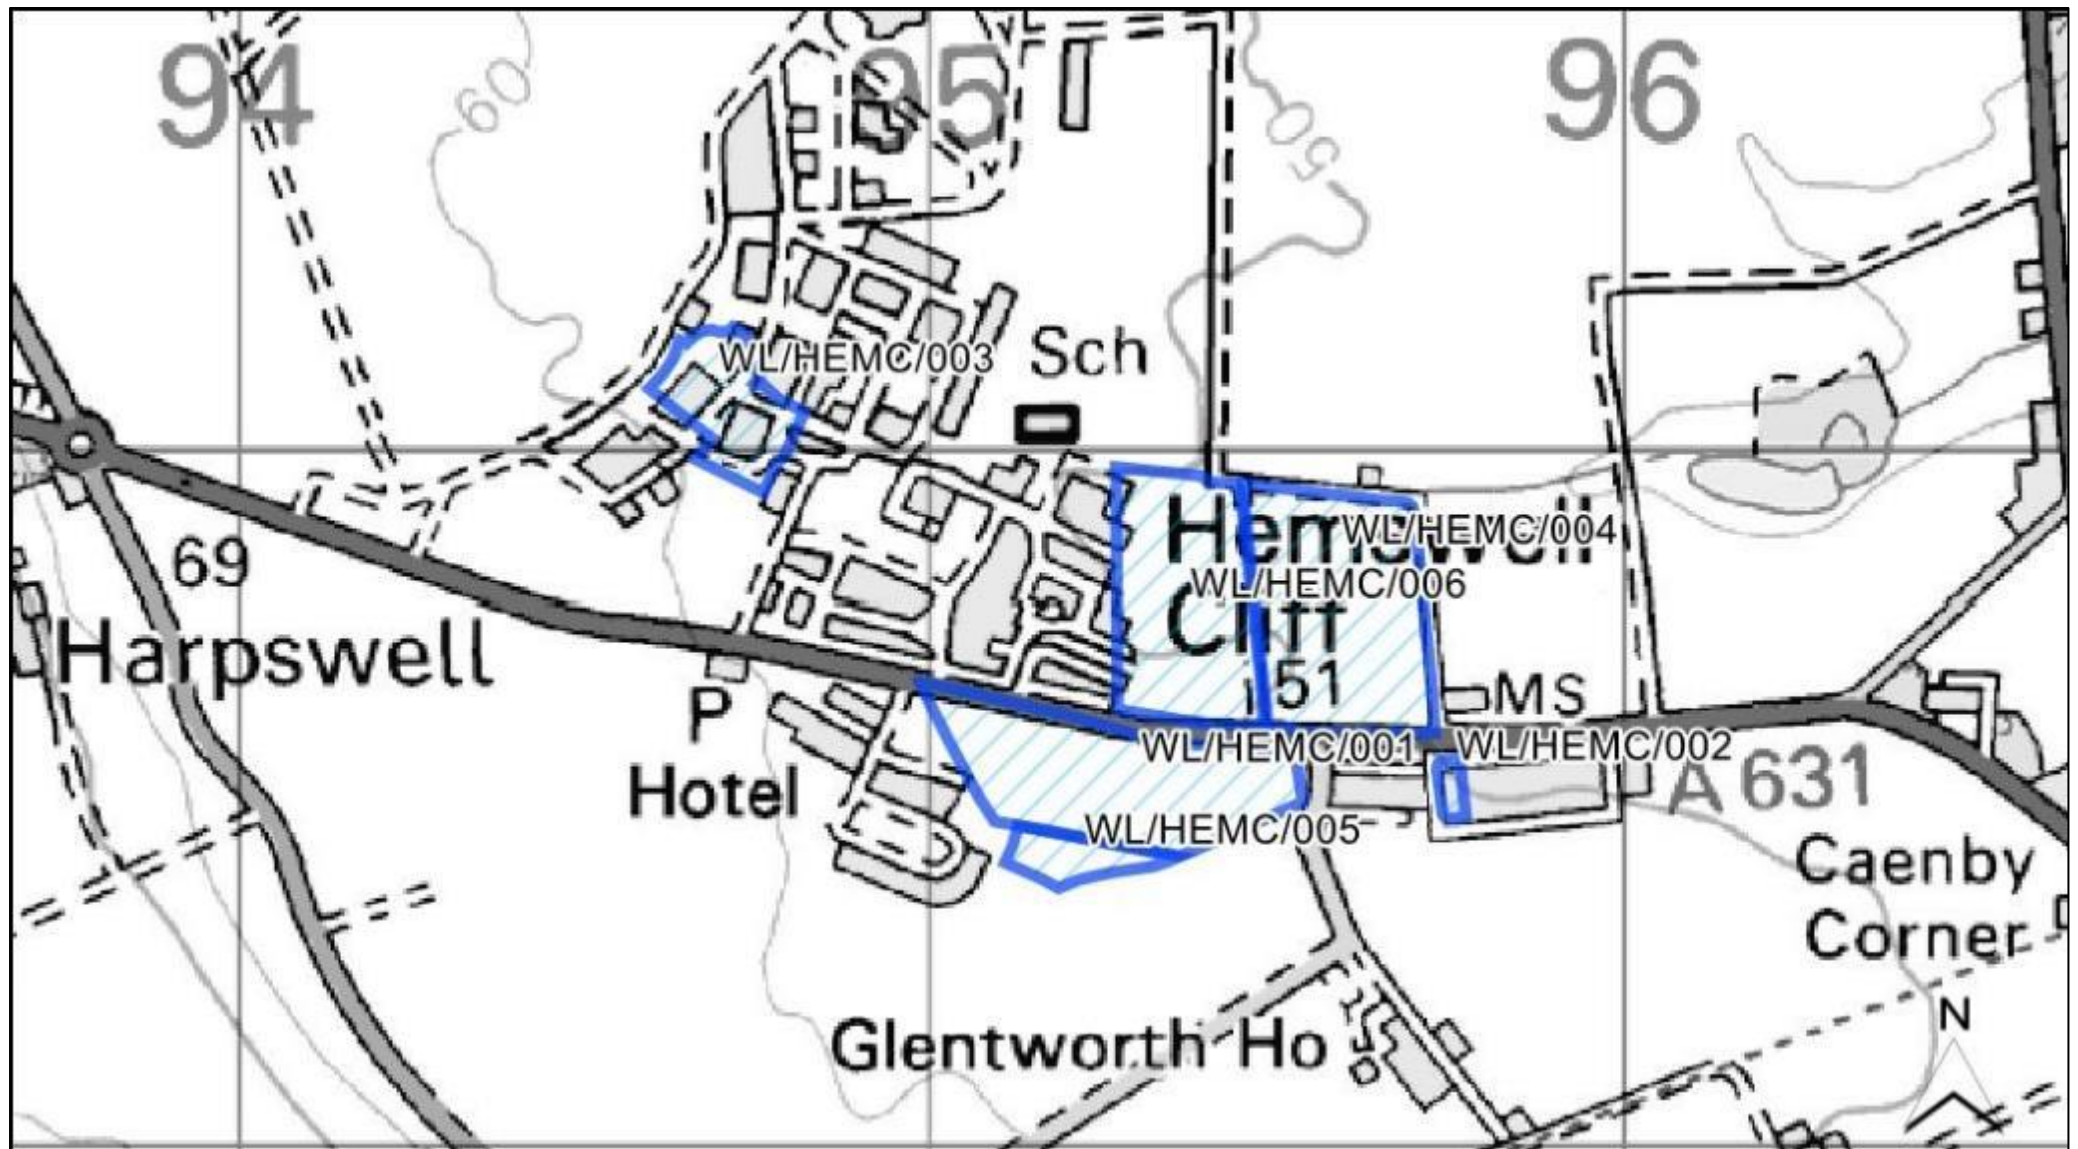 94
95
96
60
50
WL/HEMC/003
Sch
69
Hemswell
WL/HEMC/004
WL/HEMC/006
Cliff
Harpswell
51
MS
P
WL/HEMC/001
WL/HEMC/002
Hotel
A 631
WL/HEMC/005
Caenby
Corner
N
Glentworth Ho